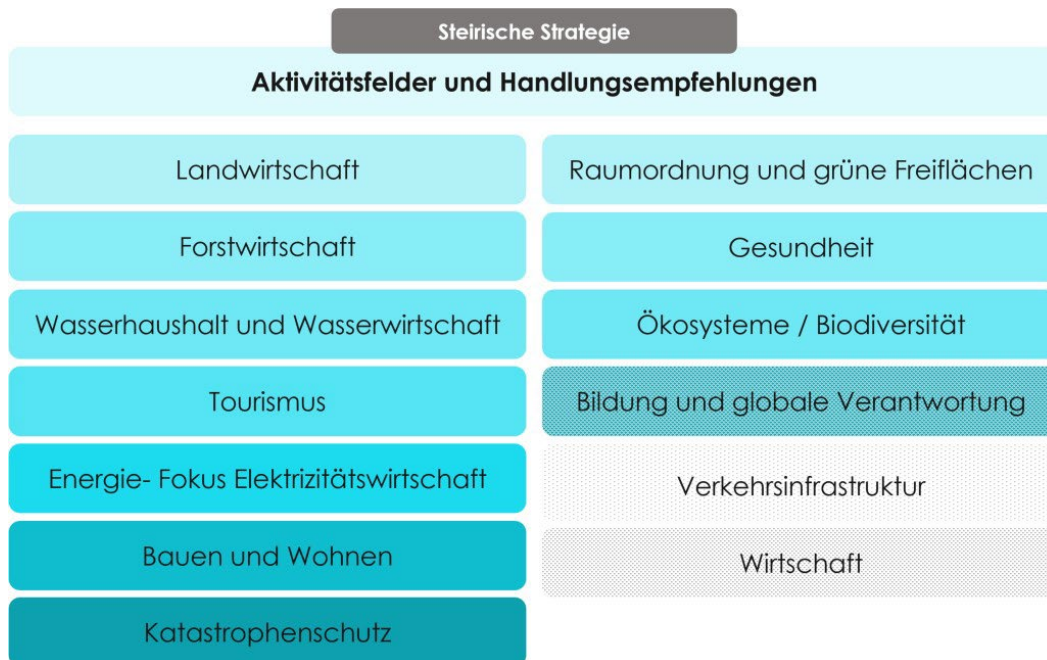 Steirische Strategie
Aktivitätsfelder und Handlungsempfehlungen
Landwirtschaft
Forstwirtschaft
Wasserhaushalt und Wasserwirtschaft
Tourismus
Energie- Fokus Elektrizitätswirtschaft
Bauen und Wohnen
Katastrophenschutz
Raumordnung und grüne Freiflächen
Gesundheit
Ökosysteme / Biodiversität
Bildung und globale Verantwortung
Verkehrsinfrastruktur
Wirtschaft